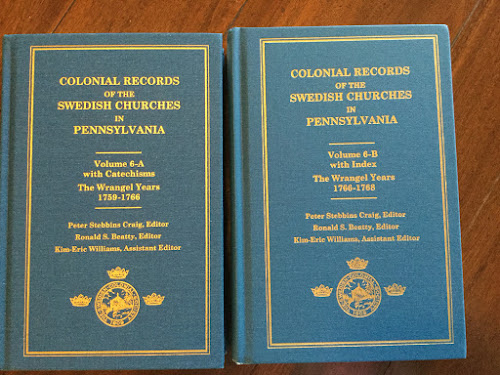 COLONIAL RECORDS
OF THE
SWEDISH CHURCHES
IN
PENNSYLVANIA
Volume 6-A
with Catechisms
The Wrangel Years
1759-1766
Peter Stebbins Craig, Editor
Ronald S. Beatty, Editor
Kim-Eric Williams, Assistant Editor
COLONIAL RECORDS
OF THE
SWEDISH CHURCHES
IN
PENNSYLVANIA
Volume 6-B
with Index
The Wrangel Years
1766-1768
Peter Stebbins Craig, Editor
Ronald S. Beatty, Editor
Kim-Eric Williams, Assistant Editor